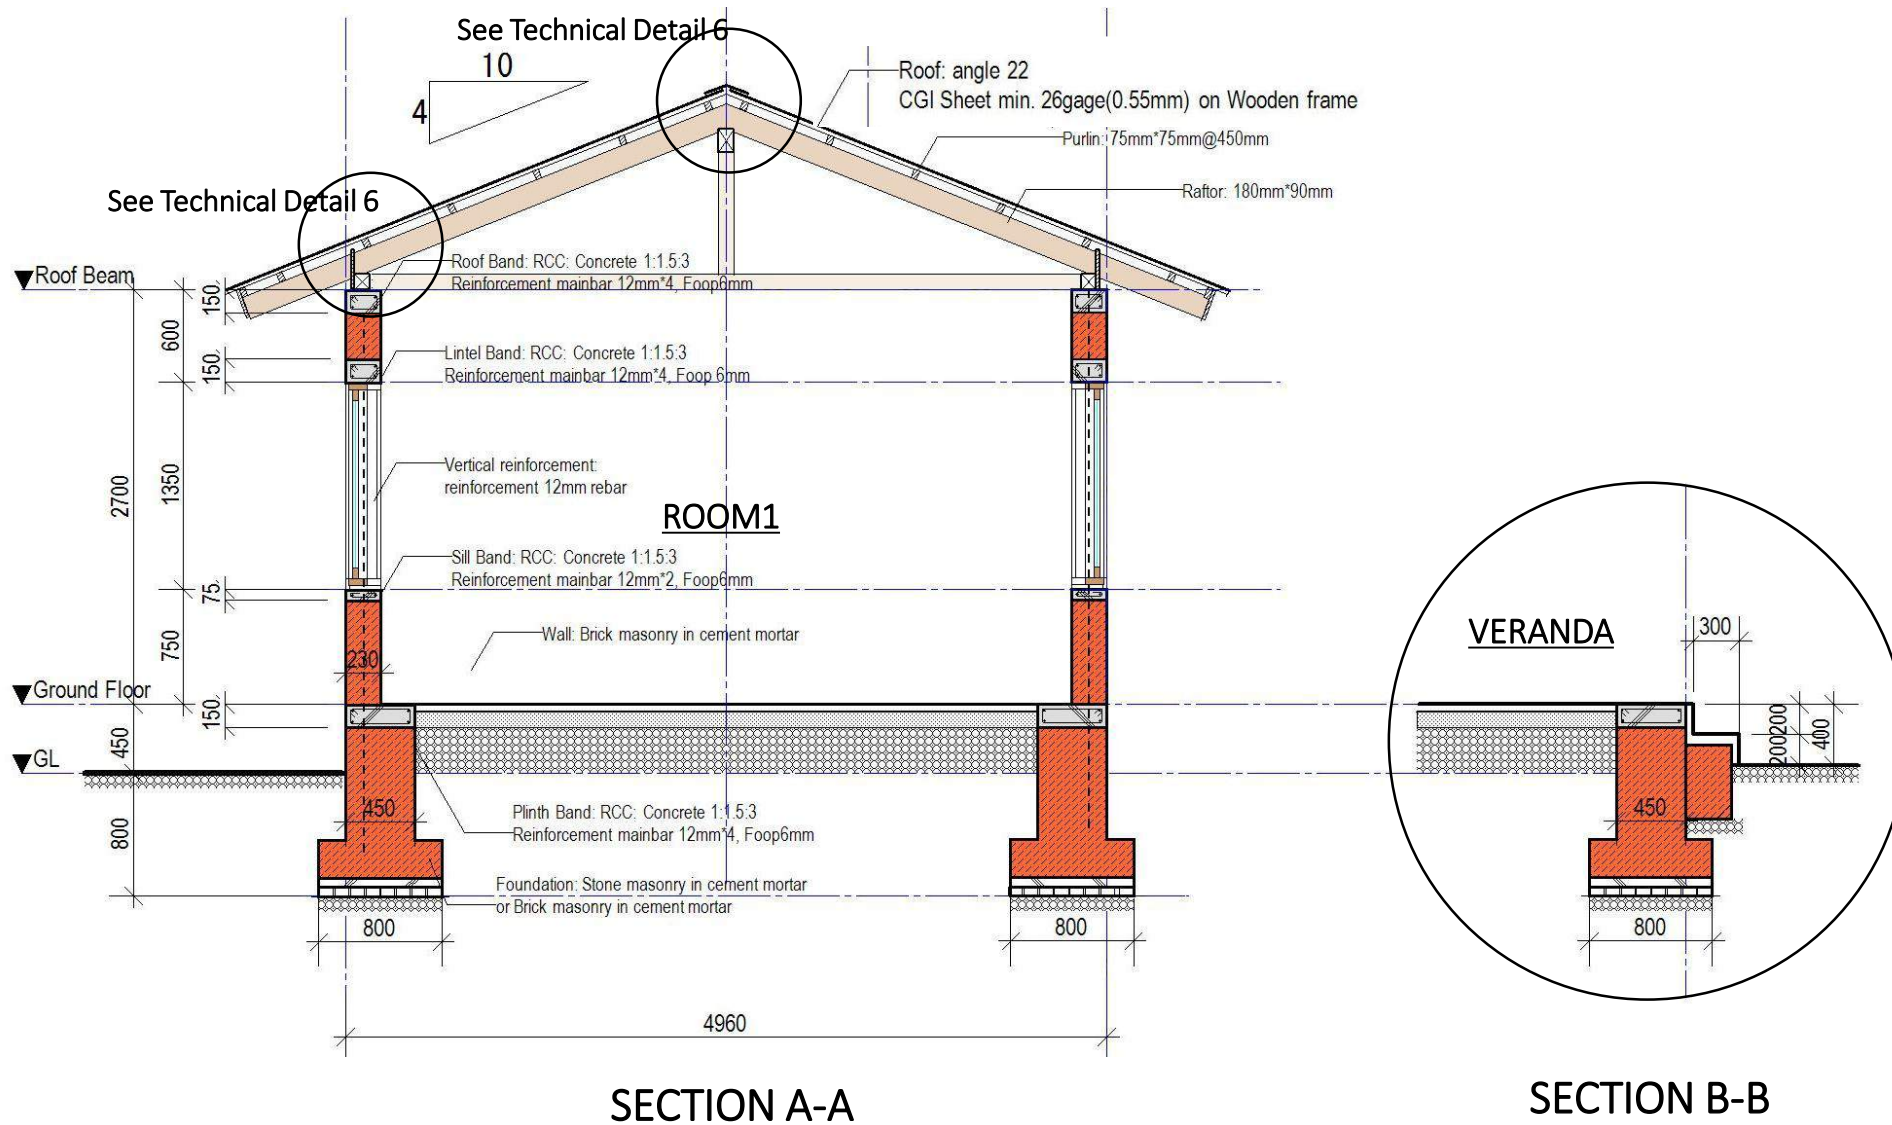 See Technical Detail 6
10
4
Roof: angle 22
CGI Sheet min. 26gage(0.55mm) on Wooden frame
Purlin: 75mm*75mm@450mm
Raftor: 180mm*90mm
See Technical Detail 6
Roof Beam
Roof Band: RCC: Concrete 1:1.5:3
Reinforcement mainbar 12mm*4, Foop6mm
150
600
150
Lintel Band: RCC: Concrete 1:1.5:3
Reinforcement mainbar 12mm*4, Foop 6mm
2700
1350
Vertical reinforcement:
reinforcement 12mm rebar
ROOM1
Sill Band: RCC: Concrete 1:1.5:3
Reinforcement mainbar 12mm*2, Foop6mm
75
750
Wall: Brick masonry in cement mortar
230
Ground Floor
150
450
GL
450
800
Plinth Band: RCC: Concrete 1:1.5:3
Reinforcement mainbar 12mm*4, Foop6mm
Foundation: Stone masonry in cement mortar
or Brick masonry in cement mortar
800
800
4960
SECTION A-A
VERANDA
300
200
200
400
450
800
SECTION B-B